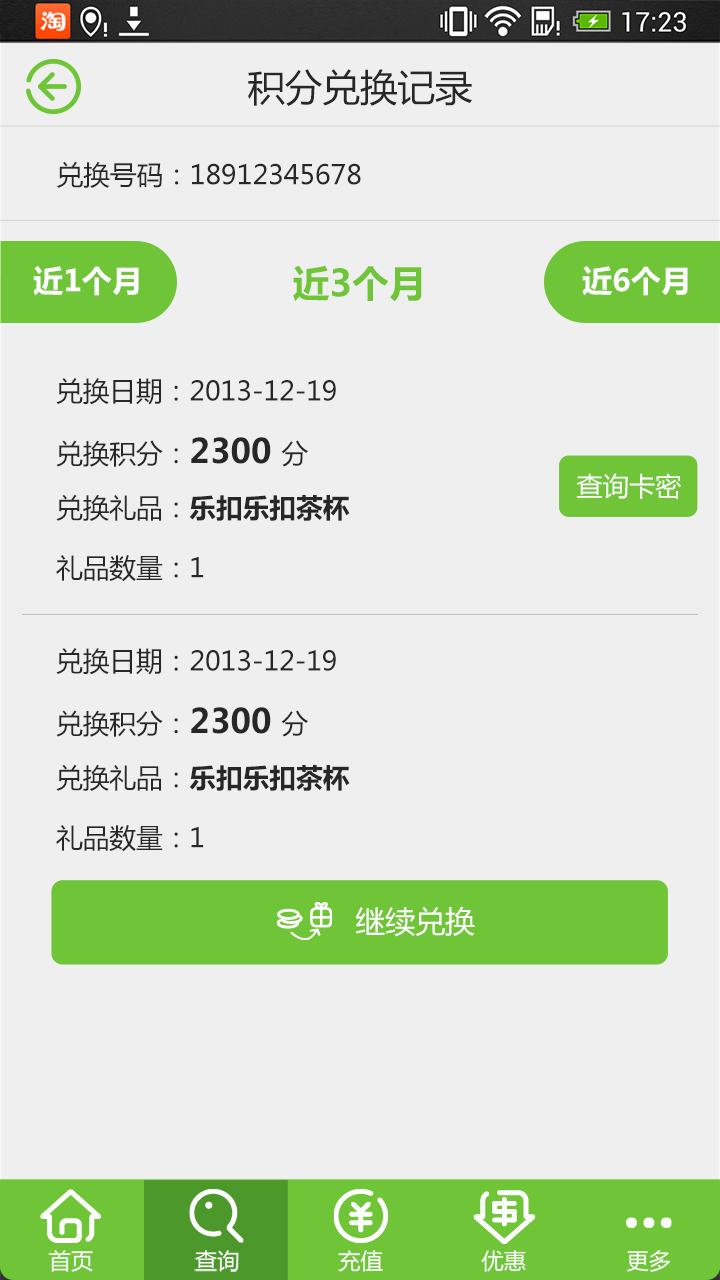 淘 17:23
积分兑换记录
兑换号码：18912345678
近1个月 近3个月 近6个月
兑换日期：2013-12-19
兑换积分：2300 分
查询卡密
兑换礼品：乐扣乐扣茶杯
礼品数量：1
兑换日期：2013-12-19
兑换积分：2300 分
兑换礼品：乐扣乐扣茶杯
礼品数量：1
继续兑换
首页 查询 充值 优惠 更多